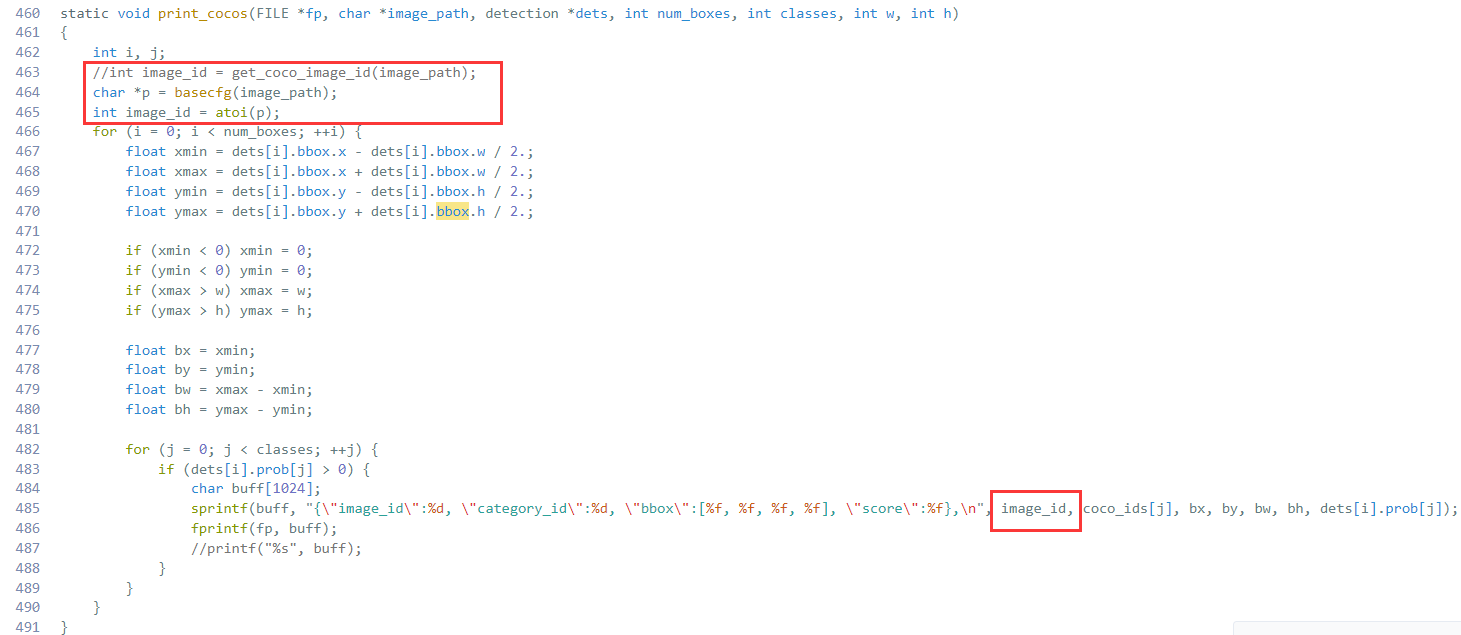 460 static void print_cocos(FILE *fp, char *image_path, detection *dets, int num_boxes, int classes, int w, int h)
461 {
462     int i, j;
463     //int image_id = get_coco_image_id(image_path);
464     char *p = basecfg(image_path);
465     int image_id = atoi(p);
466     for (i = 0; i < num_boxes; ++i) {
467         float xmin = dets[i].bbox.x - dets[i].bbox.w / 2.;
468         float xmax = dets[i].bbox.x + dets[i].bbox.w / 2.;
469         float ymin = dets[i].bbox.y - dets[i].bbox.h / 2.;
470         float ymax = dets[i].bbox.y + dets[i].bbox.h / 2.;
471
472         if (xmin < 0) xmin = 0;
473         if (ymin < 0) ymin = 0;
474         if (xmax > w) xmax = w;
475         if (ymax > h) ymax = h;
476
477         float bx = xmin;
478         float by = ymin;
479         float bw = xmax - xmin;
480         float bh = ymax - ymin;
481
482         for (j = 0; j < classes; ++j) {
483             if (dets[i].prob[j] > 0) {
484                 char buff[1024];
485                 sprintf(buff, "{\"image_id\":%d, \"category_id\":%d, \"bbox\":[%f, %f, %f, %f], \"score\":%f},\n", image_id, coco_ids[j], bx, by, bw, bh, dets[i].prob[j]);
486                 fprintf(fp, buff);
487                 //printf("%s", buff);
488             }
489         }
490     }
491 }